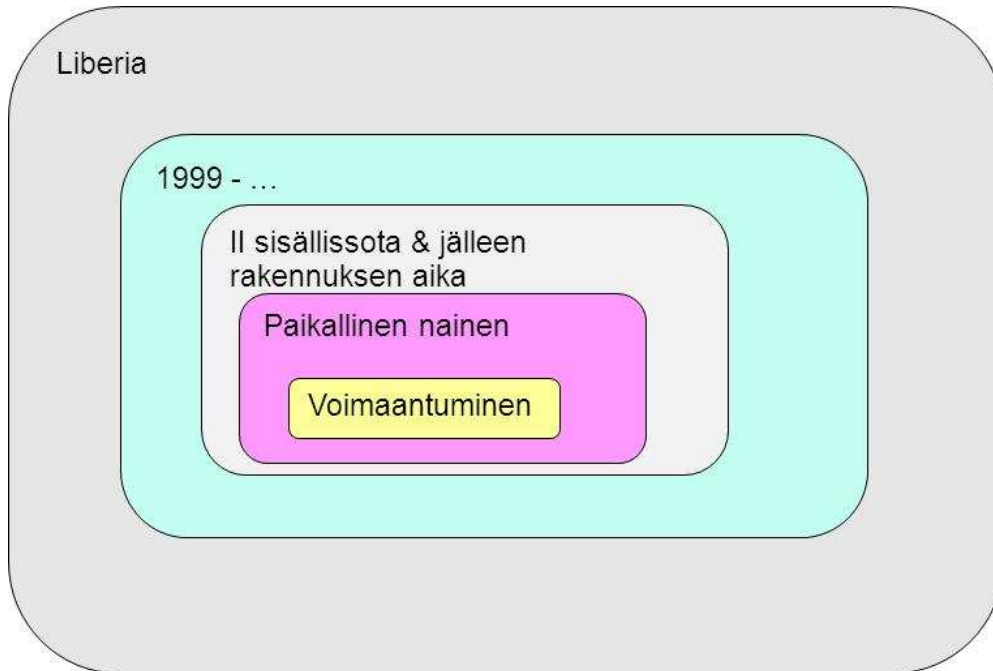 Liberia
1999 - ...
II sisällissota & jälleen
rakennuksen aika
Paikallinen nainen
Voimaantuminen